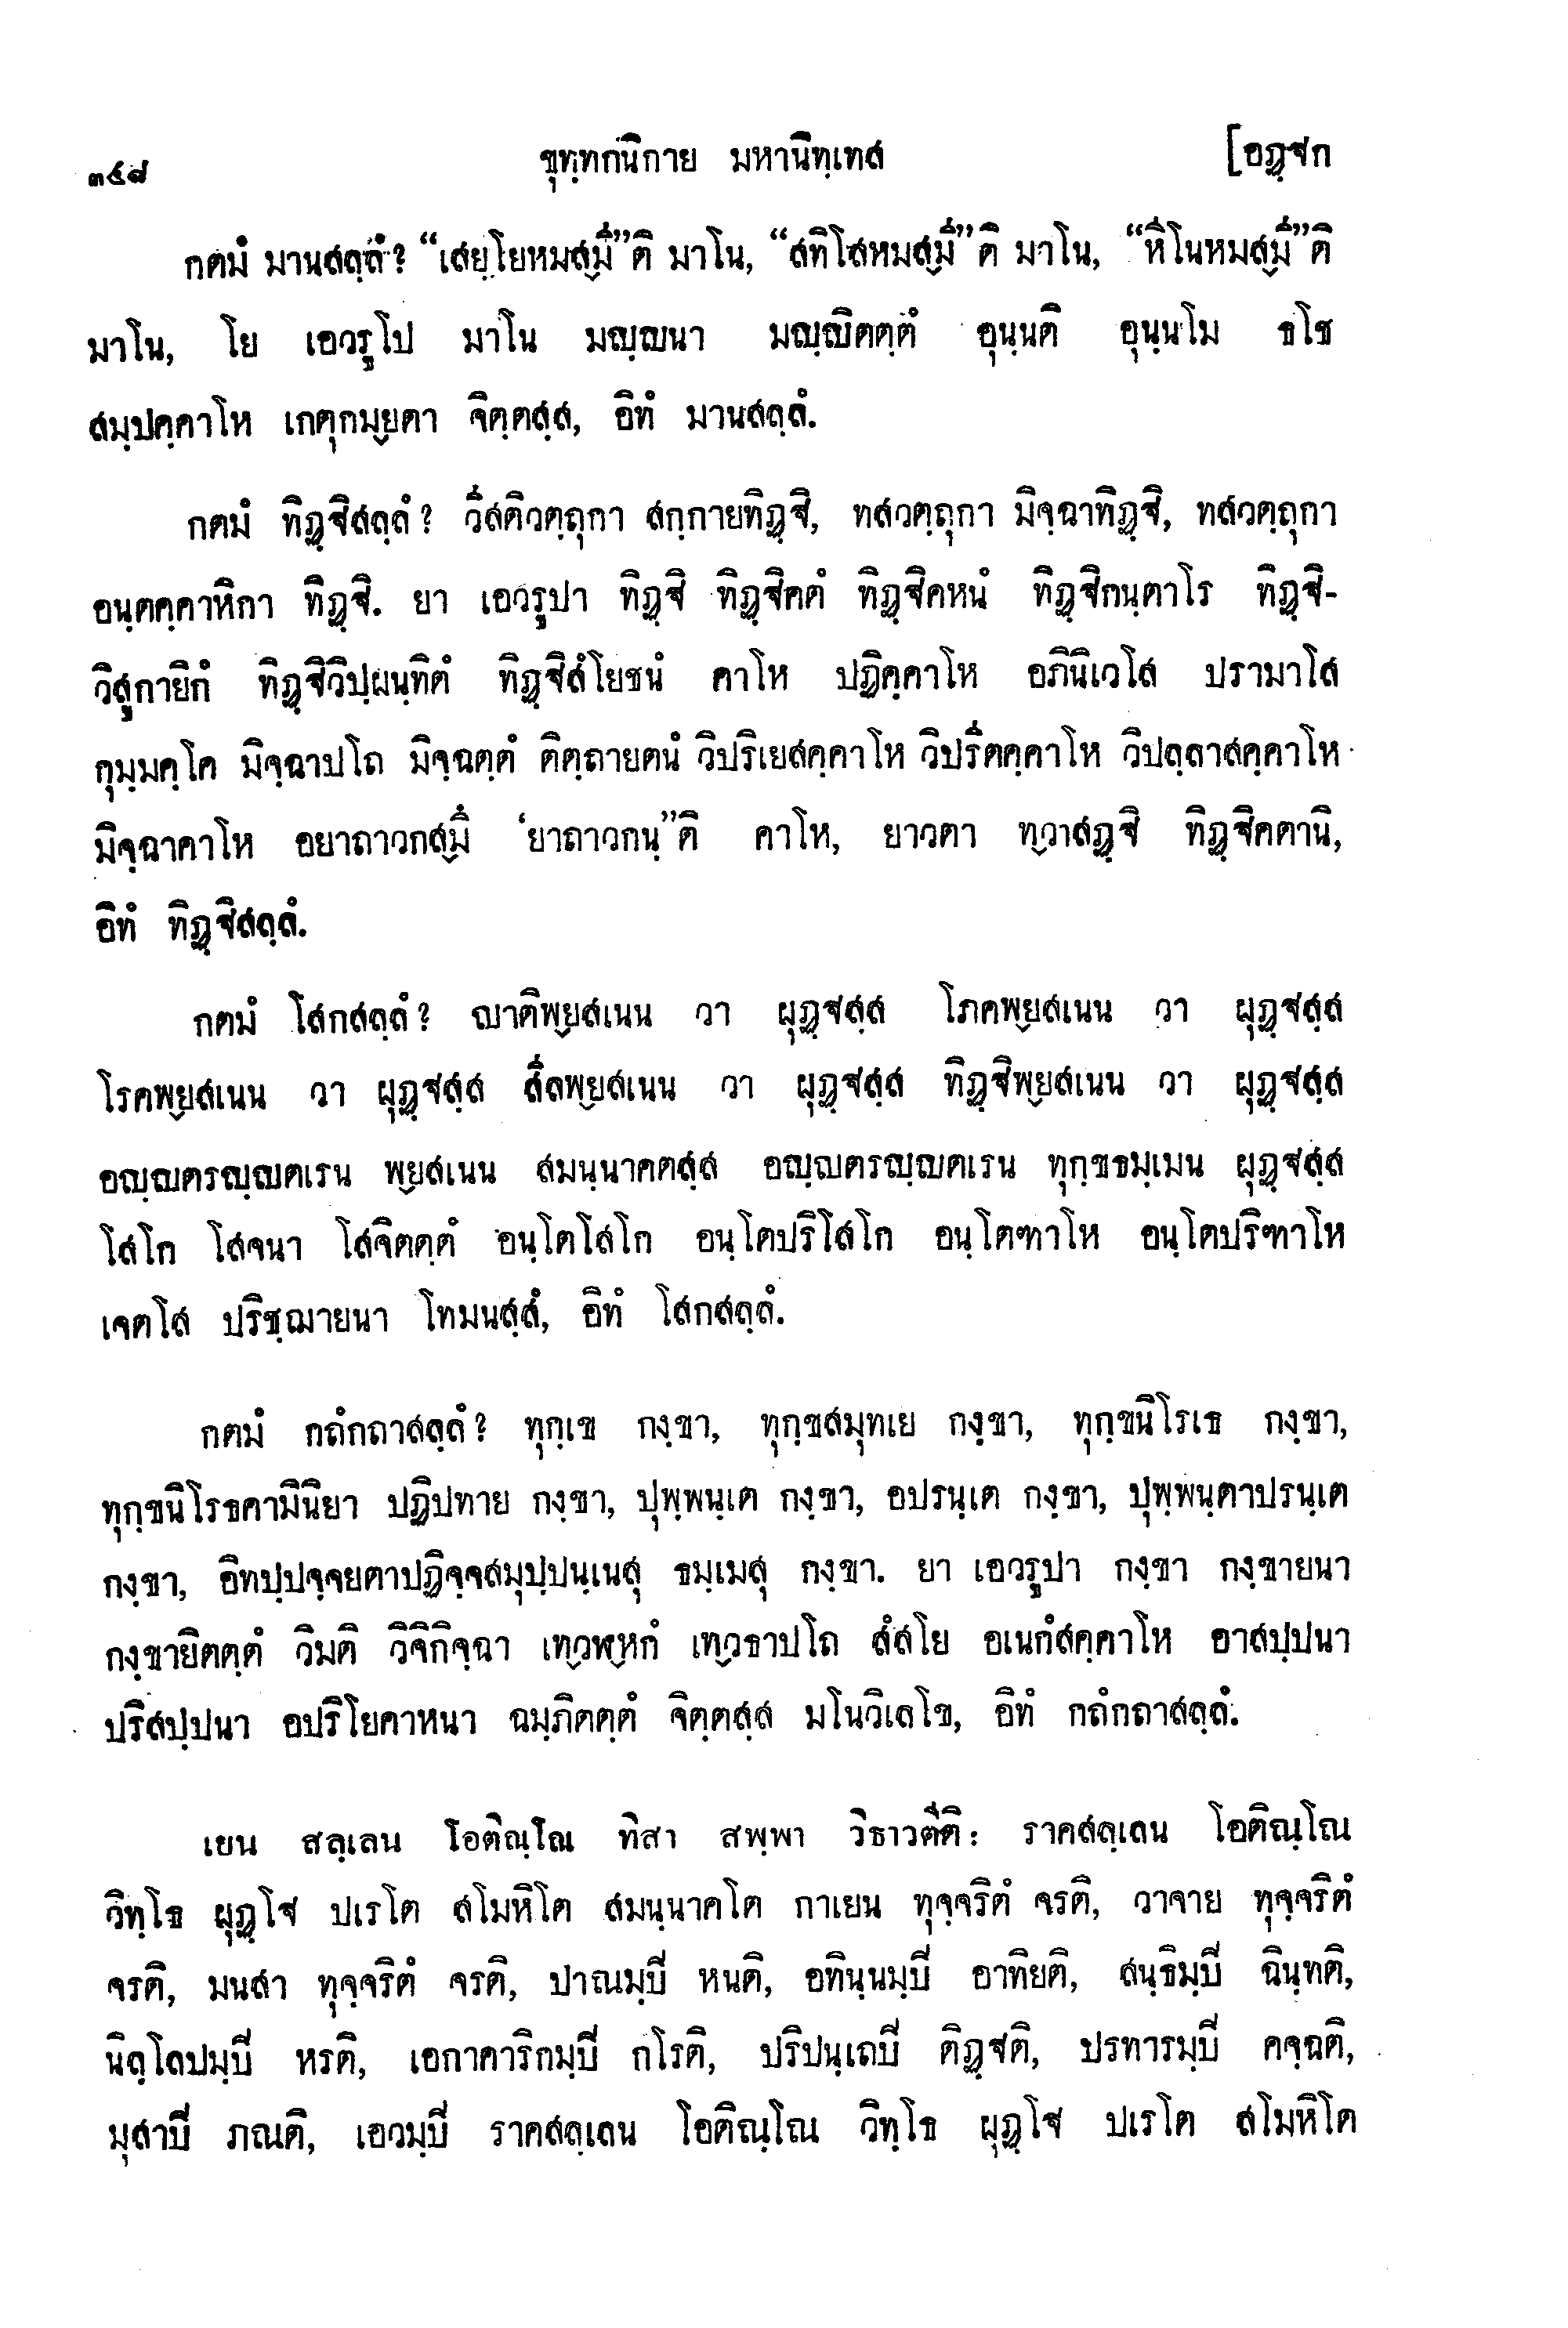 ๓๕๘ ขุทฺทกนิกาย มหานิทฺเทส [อฏฺฐก
กตมํ มานสลฺลํ? “เสยฺโยหมสฺมิ”ติ มาโน, “สทิโสหมสฺมิ”ติ มาโน, “หีโนหมสฺมิ”ติ
มาโน, โย เอวรูโป มาโน มญฺญนา มญฺญิตตฺตํ อุนฺนติ อุนฺนโม ธโช
สมฺปคฺคาโห เกตุกมฺยตา จิตฺตสฺส, อิทํ มานสลฺลํ.
กตมํ ทิฏฺฐิสลฺลํ? วีสติวตฺถุกา สกฺกายทิฏฺฐิ, ทสวตฺถุกา มิจฺฉาทิฏฺฐิ, ทสวตฺถุกา
อนฺตคฺคาหิกา ทิฏฺฐิ. ยา เอวรูปา ทิฏฺฐิ ทิฏฺฐิคตํ ทิฏฺฐิคหนํ ทิฏฺฐิกนฺตาโร ทิฏฺฐิ-
วิสูกายิกํ ทิฏฺฐิวิปฺผนฺทิตํ ทิฏฺฐิสํโยชนํ คาโห ปฏิคฺคาโห อภินิเวโส ปรามาโส
กุมฺมคฺโค มิจฺฉาปโถ มิจฺฉตฺตํ ติตฺถายตนํ วิปริเยสคฺคาโห วิปรีตคฺคาโห วิปลฺลาสคฺคาโห
มิจฺฉาคาโห อยาถาวกสฺมึ ‘ยาถาวกนฺ”ติ คาโห, ยาวตา ทฺวาสฏฺฐิ ทิฏฺฐิคตานิ,
อิทํ ทิฏฺฐิสลฺลํ.
กตมํ โสกสลฺลํ? ญาติพฺยสเนน วา ผุฏฺฐสฺส โภคพฺยสเนน วา ผุฏฺฐสฺส
โรคพฺยสเนน วา ผุฏฺฐสฺส สีลพฺยสเนน วา ผุฏฺฐสฺส ทิฏฺฐิพฺยสเนน วา ผุฏฺฐสฺส
อญฺญตรญฺญตเรน พฺยสเนน สมนฺนาคตสฺส อญฺญตรญฺญตเรน ทุกฺขธมฺเมน ผุฏฺฐสฺส
โสโก โสจนา โสจิตตฺตํ อนฺโตโสโก อนฺโตปริโสโก อนฺโตฑาโห อนฺโตปริฑาโห
เจตโส ปริชฺฌายนา โทมนสฺสํ, อิทํ โสกสลฺลํ.
กตมํ กถํกถาสลฺลํ? ทุกฺเข กงฺขา, ทุกฺขสมุทเย กงฺขา, ทุกฺขนิโรเธ กงฺขา,
ทุกฺขนิโรธคามินิยา ปฏิปทาย กงฺขา, ปุพฺพนฺเต กงฺขา, อปรนฺเต กงฺขา, ปุพฺพนฺตาปรนฺเต
กงฺขา, อิทปฺปจฺจยตาปฏิจฺจสมุปฺปนฺเนสุ ธมฺเมสุ กงฺขา. ยา เอวรูปา กงฺขา กงฺขายนา
กงฺขายิตตฺตํ วิมติ วิจิกิจฺฉา เทฺวฬฺหกํ เทฺวธาปโถ สํสโย อเนกํสคฺคาโห อาสปฺปนา
ปริสปฺปนา อปริโยคาหนา ฉมฺภิตตฺตํ จิตฺตสฺส มโนวิเลโข, อิทํ กถํกถาสลฺลํ.
เยน สลฺเลน โอติณฺโณ ทิสา สพฺพา วิธาวตีติ: ราคสลฺเลน โอติณฺโณ
วิทฺโธ ผุฏฺโฐ ปเรโต สโมหิโต สมนฺนาคโต กาเยน ทุจฺจริตํ จรติ, วาจาย ทุจฺจริตํ
จรติ, มนสา ทุจฺจริตํ จรติ, ปาณมฺปิ หนติ, อทินฺนมฺปิ อาทิยติ, สนฺธิมฺปิ ฉินฺทติ,
นิลฺโลปมฺปิ หรติ, เอกาคาริกมฺปิ กโรติ, ปริปนฺเถปิ ติฏฺฐติ, ปรทารมฺปิ คจฺฉติ,
มุสาปิ ภณติ, เอวมฺปิ ราคสลฺเลน โอติณฺโณ วิทฺโธ ผุฏฺโฐ ปเรโต สโมหิโต